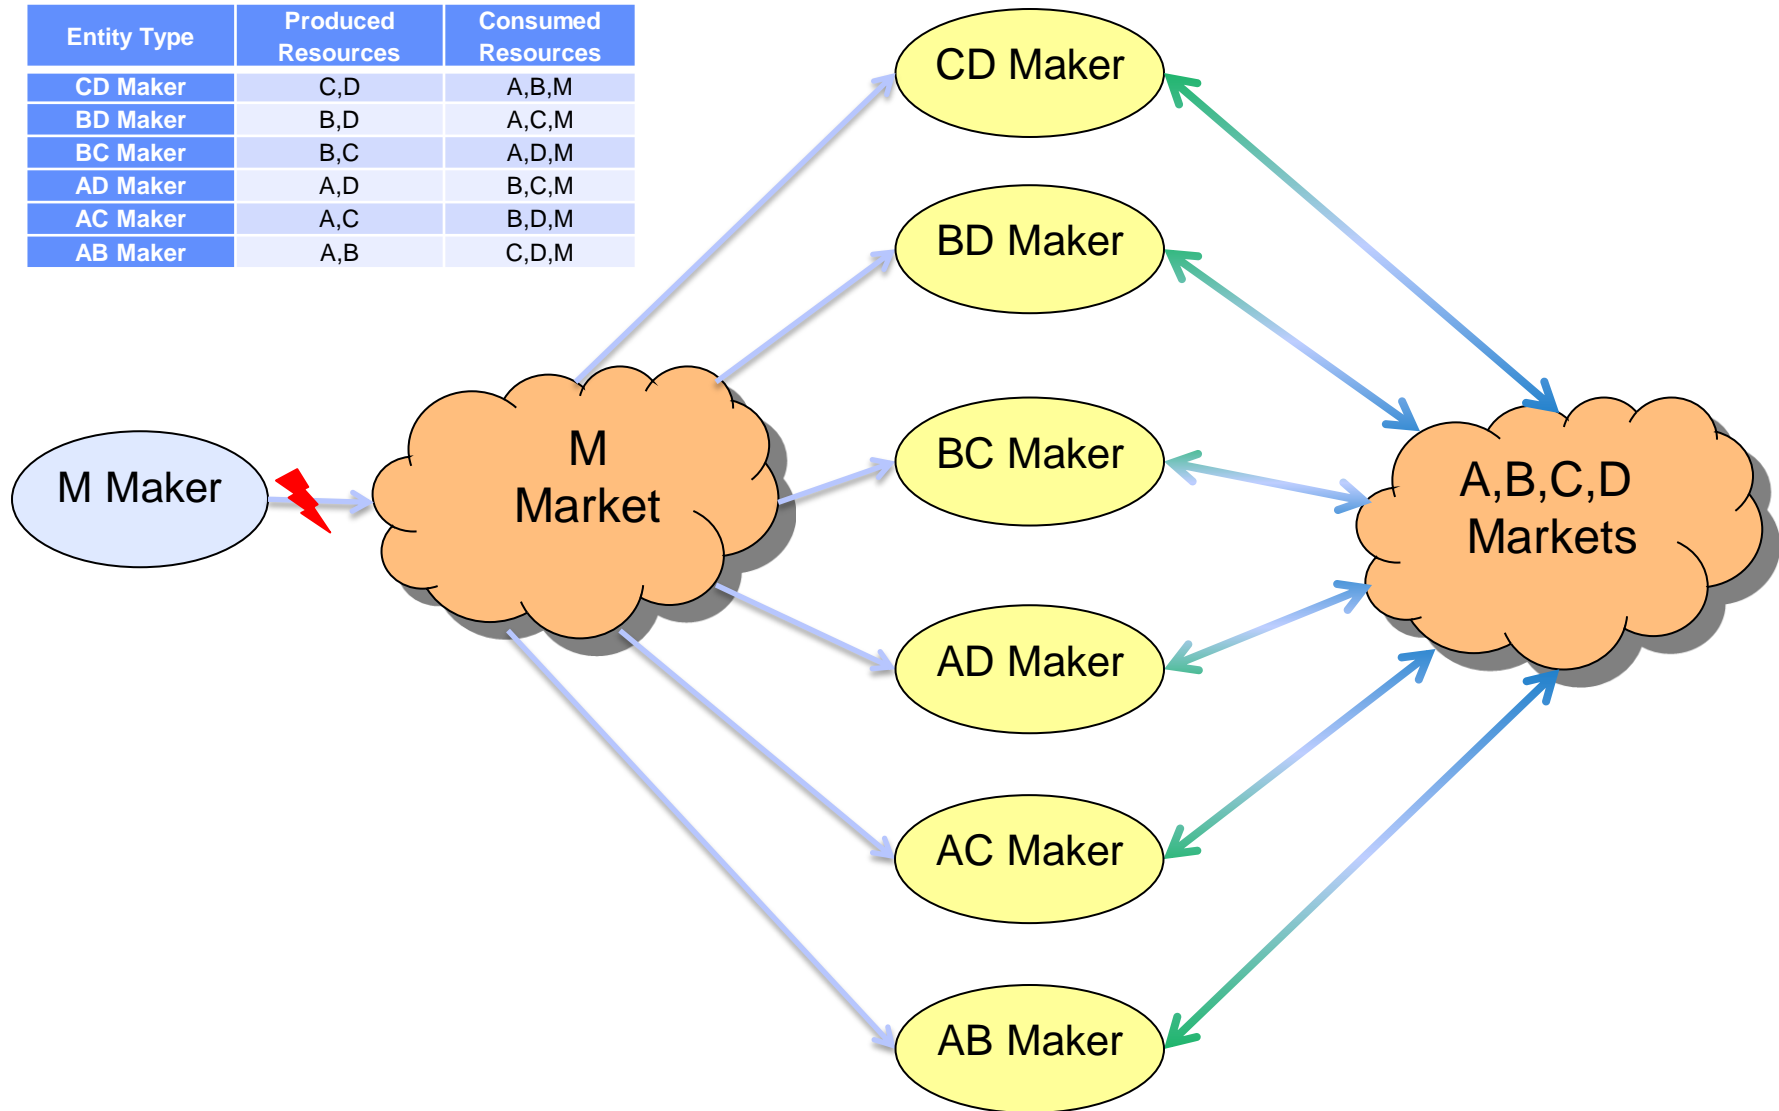 Entity Type Produced Resources Consumed Resources
CD Maker C,D A,B,M
BD Maker B,D A,C,M
BC Maker B,C A,D,M
AD Maker A,D B,C,M
AC Maker A,C B,D,M
AB Maker A,B C,D,M
M Maker
M
Market
CD Maker
BD Maker
BC Maker
AD Maker
AC Maker
AB Maker
A,B,C,D
Markets